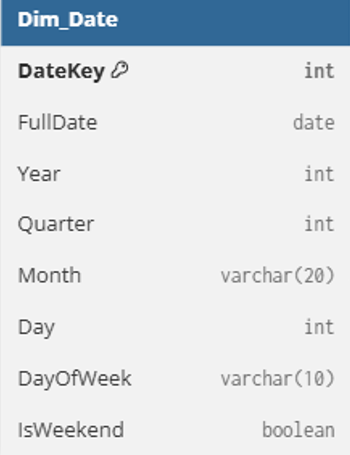 Dim_Date
DateKey int
FullDate date
Year int
Quarter int
Month varchar(20)
Day int
DayOfWeek varchar(10)
IsWeekend boolean